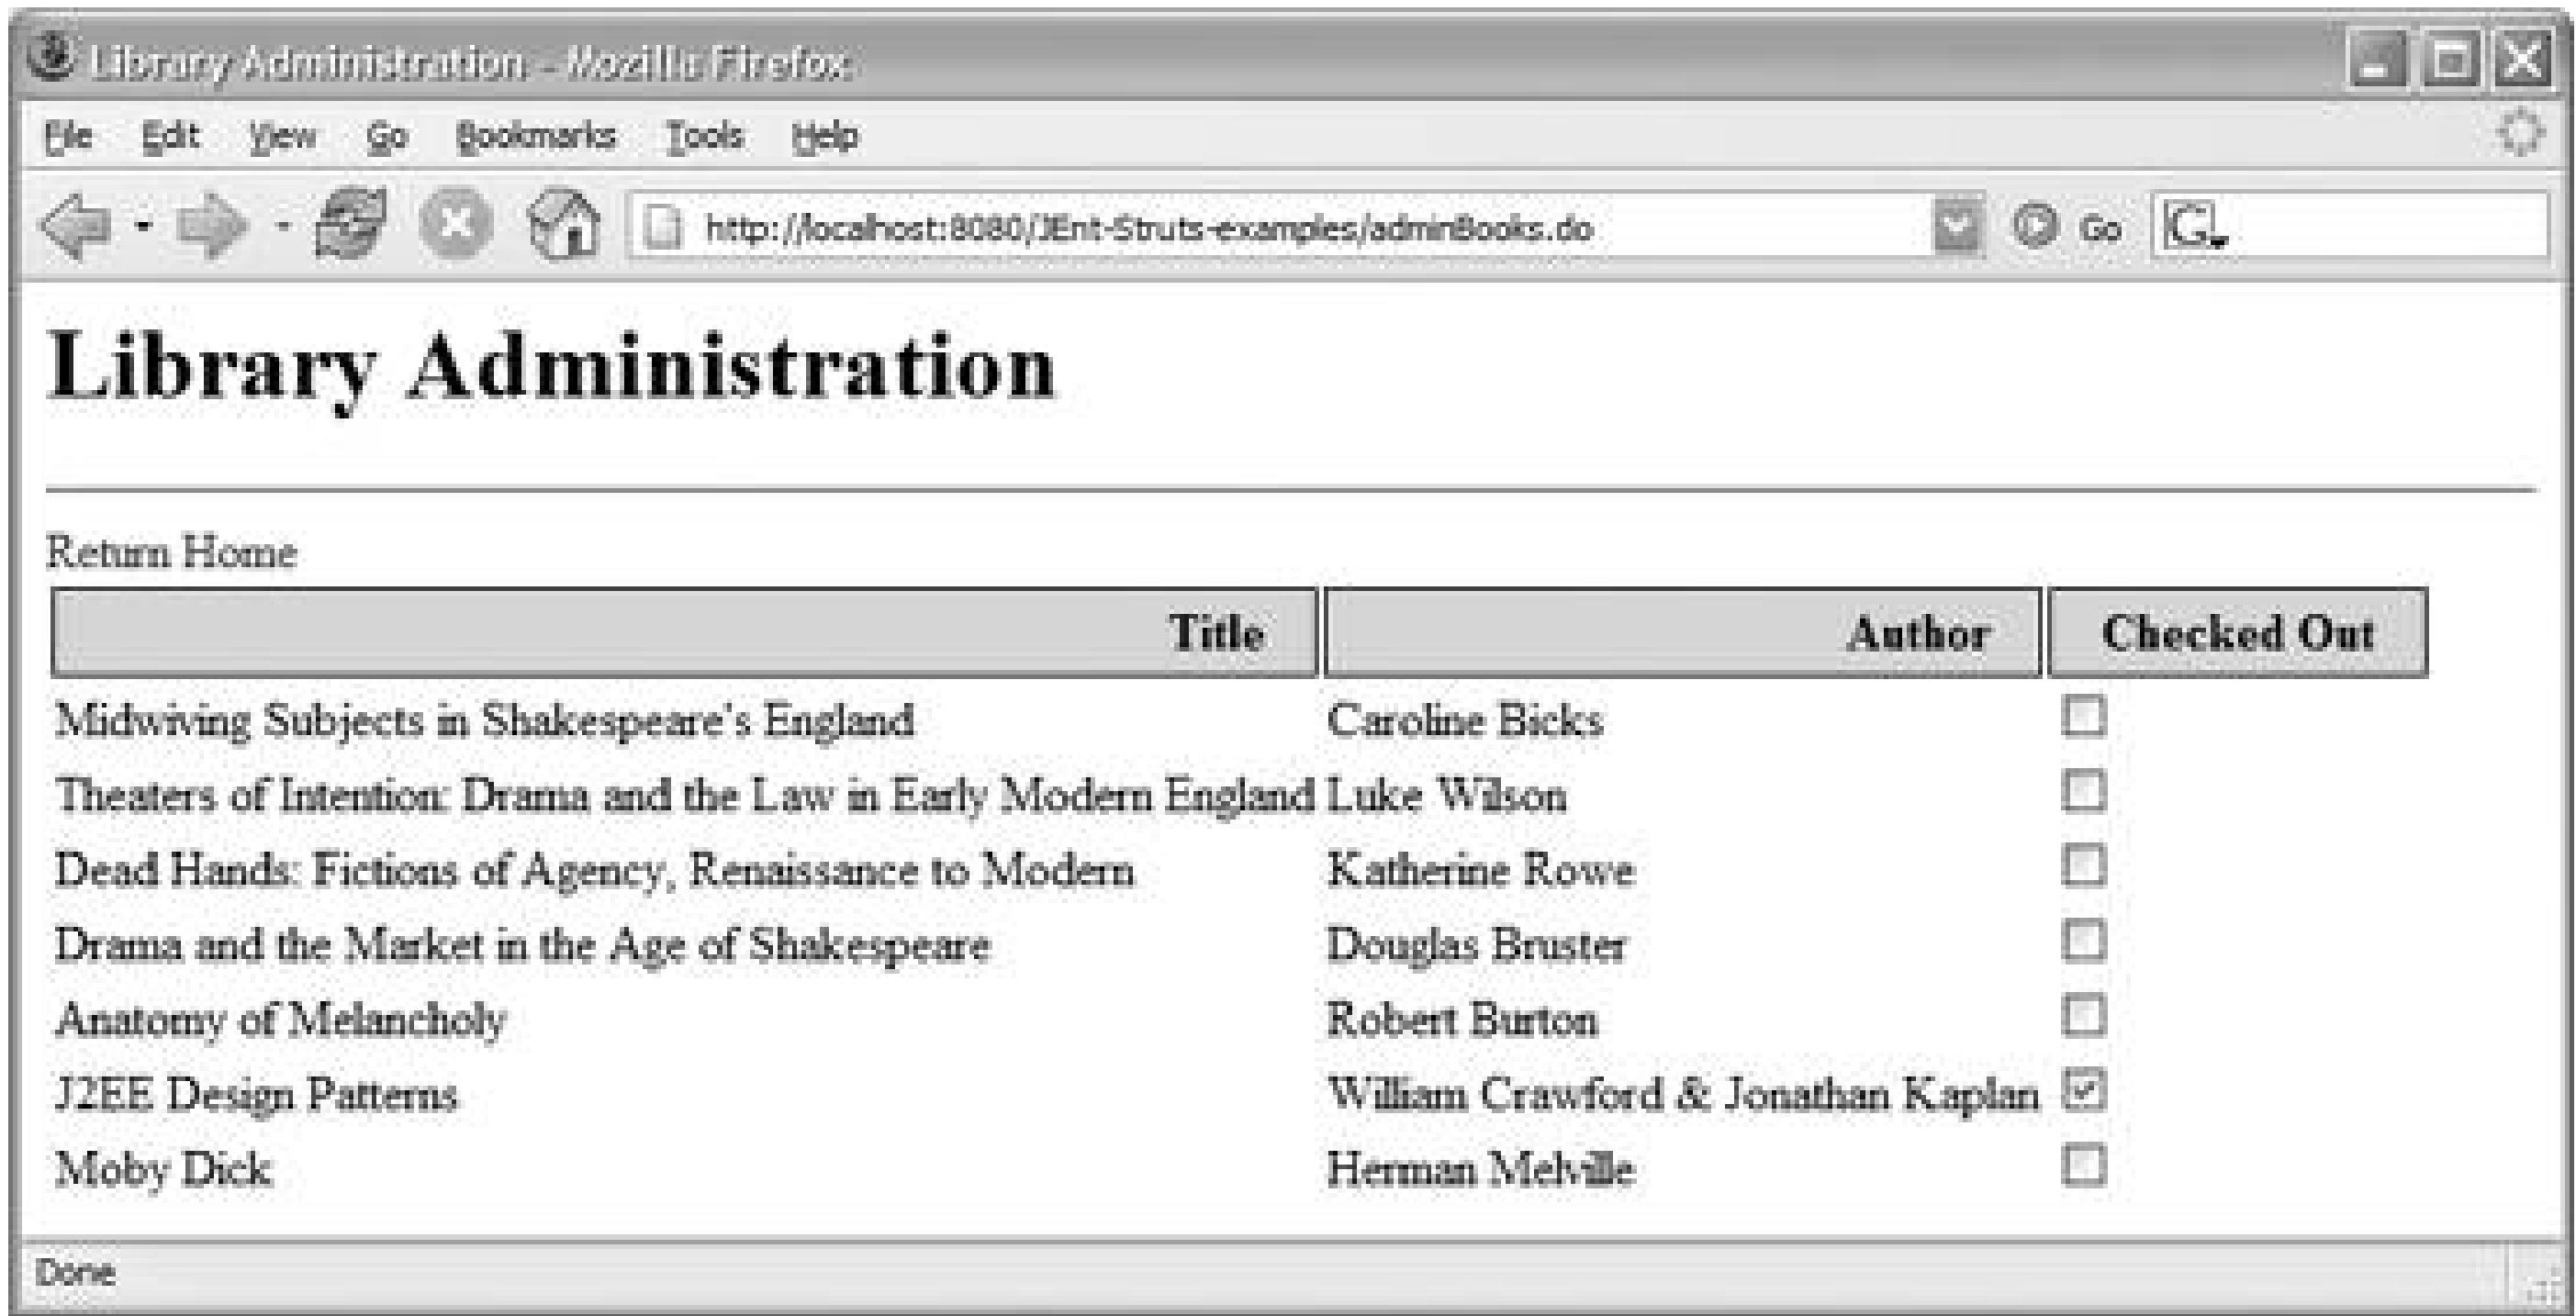 Library Administration - Mozilla Firefox
File Edit View Go Bookmarks Tools Help
http://localhost:8080/JEnt-Struts-examples/adminBooks.do Go G
Library Administration
Return Home
Title Author Checked Out
Midwiving Subjects in Shakespeare's England Caroline Bicks
Theaters of Intention: Drama and the Law in Early Modern England Luke Wilson
Dead Hands: Fictions of Agency, Renaissance to Modern Katherine Rowe
Drama and the Market in the Age of Shakespeare Douglas Bruster
Anatomy of Melancholy Robert Burton
J2EE Design Patterns William Crawford & Jonathan Kaplan
Moby Dick Herman Melville
Done